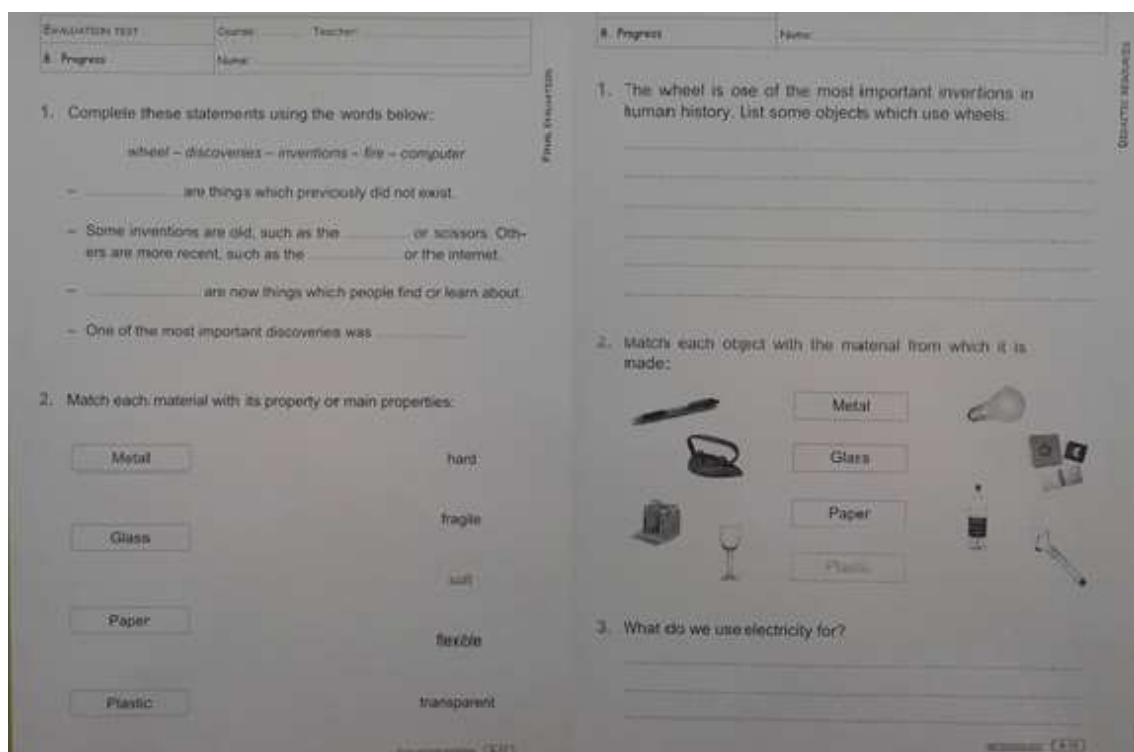 EVALUATION TEST
Course: Teacher:
8. Progress
Name:
FINAL EVALUATION
1. Complete these statements using the words below:
wheel – discoveries – inventions – fire – computer
– are things which previously did not exist.
– Some inventions are old, such as the or scissors. Oth-
ers are more recent, such as the or the internet.
– are now things which people find or learn about.
– One of the most important discoveries was
2. Match each material with its property or main properties:
Metal
hard
fragile
Glass
soft
Paper
flexible
Plastic
transparent
8. Progress
Name:
DIDACTIC RESOURCES
1. The wheel is one of the most important inventions in
human history. List some objects which use wheels:
2. Match each object with the material from which it is
made:
Metal
Glass
Paper
Plastic
3. What do we use electricity for?